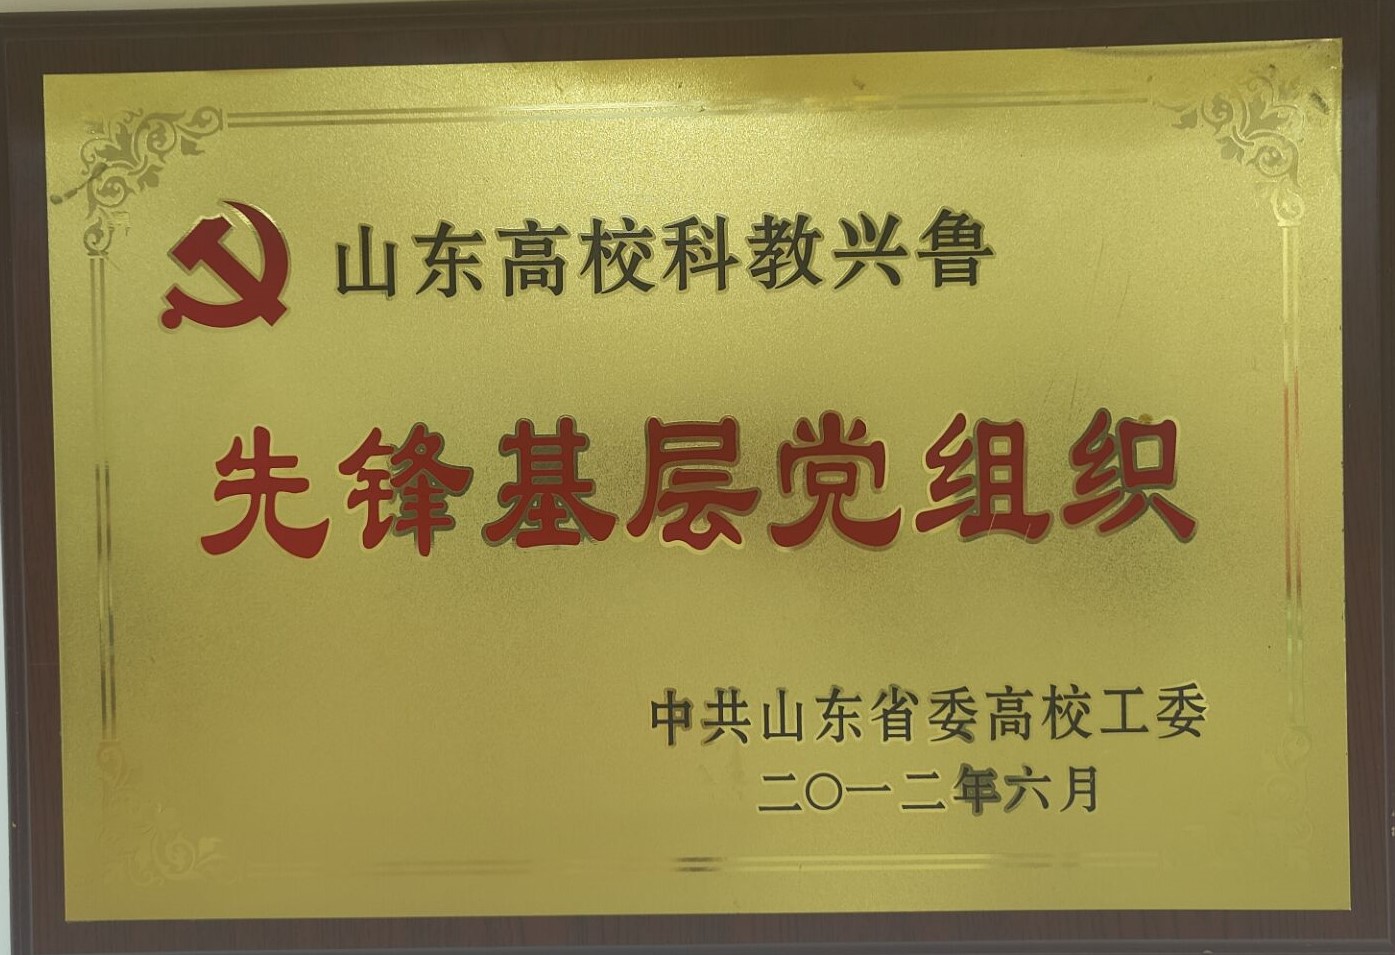 山东高校科教兴鲁
先锋基层党组织
中共山东省委高校工委
二〇一二年六月